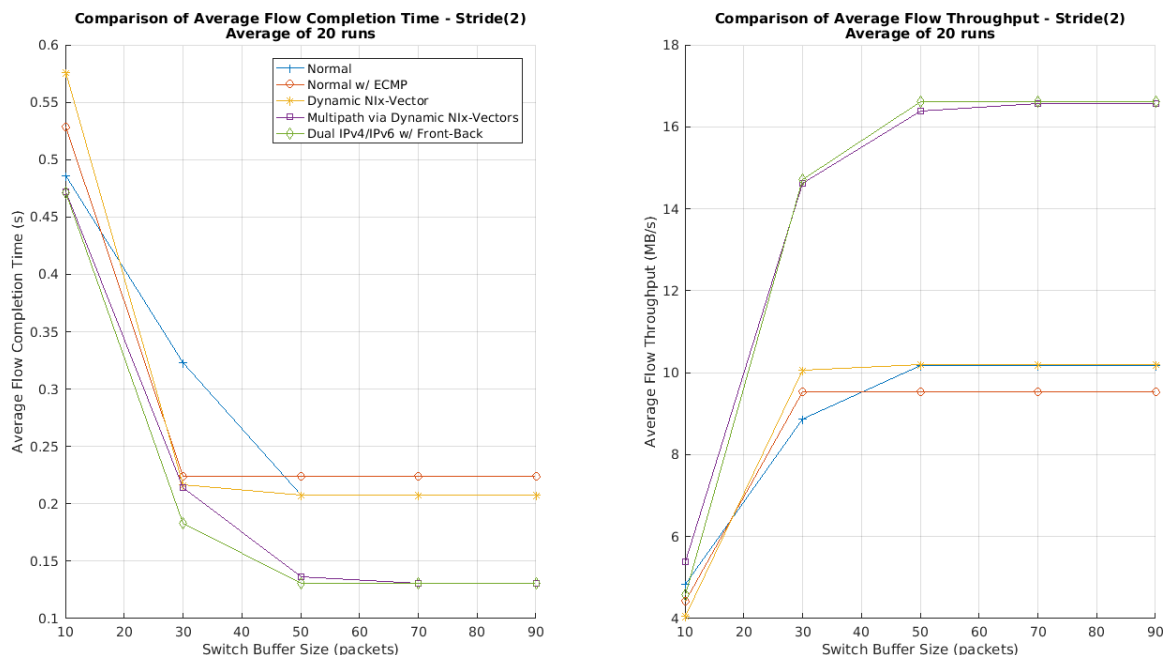 Comparison of Average Flow Completion Time - Stride(2)
Average of 20 runs
0.6
0.55
0.5
0.45
0.4
0.35
0.3
0.25
0.2
0.15
0.1
Average Flow Completion Time (s)
Normal
Normal w/ ECMP
Dynamic NIx-Vector
Multipath via Dynamic NIx-Vectors
Dual IPv4/IPv6 w/ Front-Back
10 20 30 40 50 60 70 80 90
Switch Buffer Size (packets)
Comparison of Average Flow Throughput - Stride(2)
Average of 20 runs
18
16
14
12
10
8
6
4
Average Flow Throughput (MB/s)
10 20 30 40 50 60 70 80 90
Switch Buffer Size (packets)